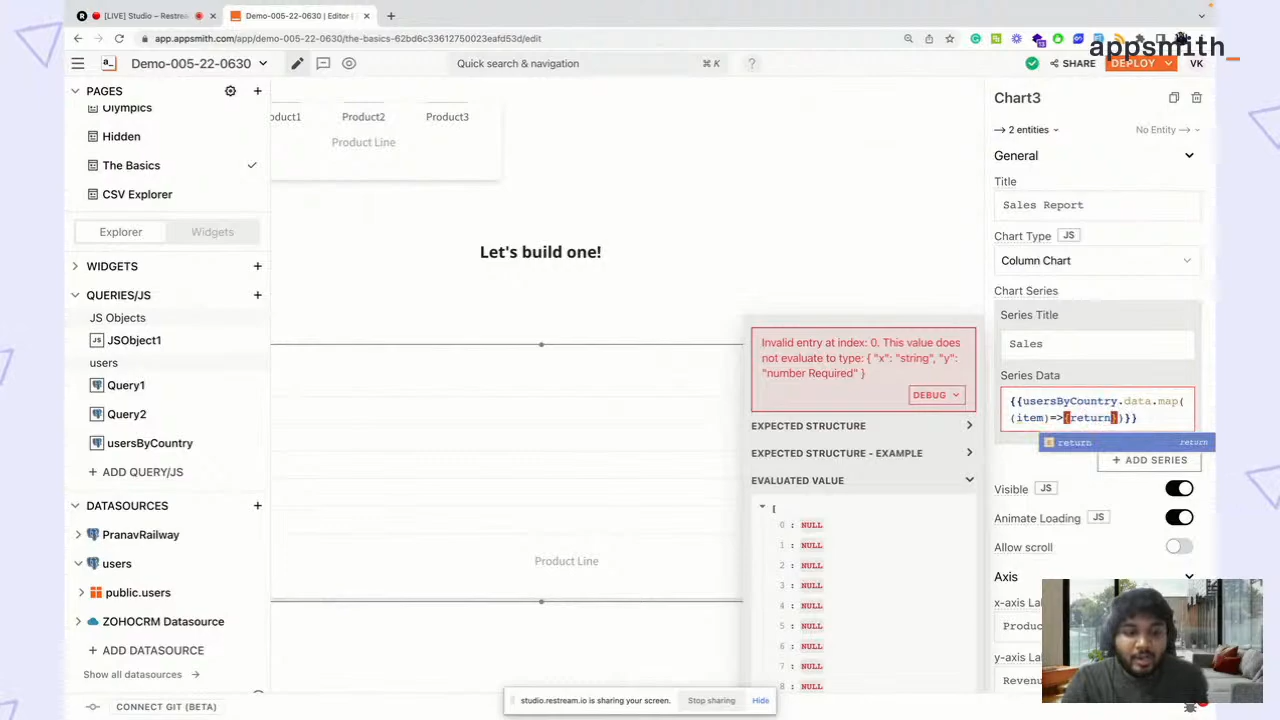 [LIVE] Studio – Restrea
Demo-005-22-0630 | Editor |
app.appsmith.com/app/demo-005-22-0630/the-basics-62bd6c33612750023eafd53d/edit
appsmith_
Demo-005-22-0630
Quick search & navigation
⌘ K
?
SHARE
DEPLOY
VK
PAGES
Olympics
Hidden
The Basics
CSV Explorer
Explorer
Widgets
WIDGETS
QUERIES/JS
JS Objects
JSObject1
users
Query1
Query2
usersByCountry
+ ADD QUERY/JS
DATASOURCES
PranavRailway
users
public.users
ZOHOCRM Datasource
+ ADD DATASOURCE
Show all datasources →
CONNECT GIT (BETA)
oduct1
Product2
Product3
Product Line
Let's build one!
Product Line
Invalid entry at index: 0. This value does
not evaluate to type: { "x": "string", "y":
"number Required" }
DEBUG
EXPECTED STRUCTURE
EXPECTED STRUCTURE - EXAMPLE
EVALUATED VALUE
[
0 : NULL
1 : NULL
2 : NULL
3 : NULL
4 : NULL
5 : NULL
6 : NULL
7 : NULL
8 : NULL
studio.restream.io is sharing your screen.
Stop sharing
Hide
Chart3
→ 2 entities
No Entity →
General
Title
Sales Report
Chart Type
JS
Column Chart
Chart Series
Series Title
Sales
Series Data
{{usersByCountry.data.map(
(item)=>{return})}}
return
return
+ ADD SERIES
Visible
JS
Animate Loading
JS
Allow scroll
Axis
x-axis La
Produc
y-axis La
Revenu